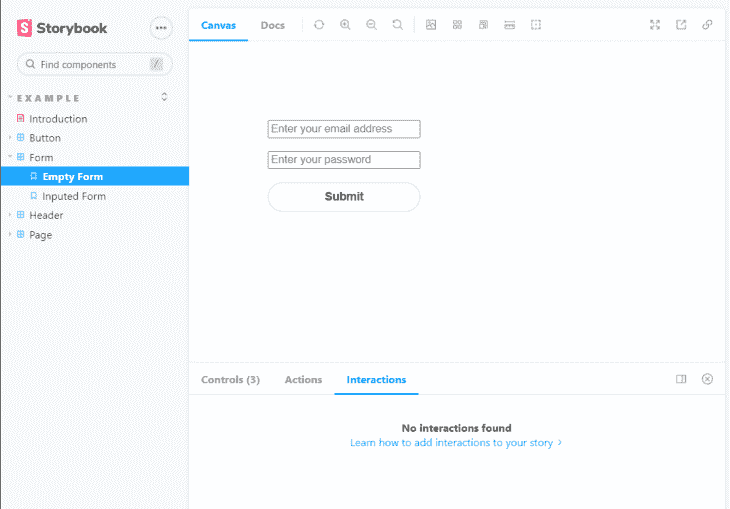 Storybook
Find components /
EXAMPLE
Introduction
Button
Form
Empty Form
Inputed Form
Header
Page
Canvas Docs
Enter your email address
Enter your password
Submit
Controls (3) Actions Interactions
No interactions found
Learn how to add interactions to your story